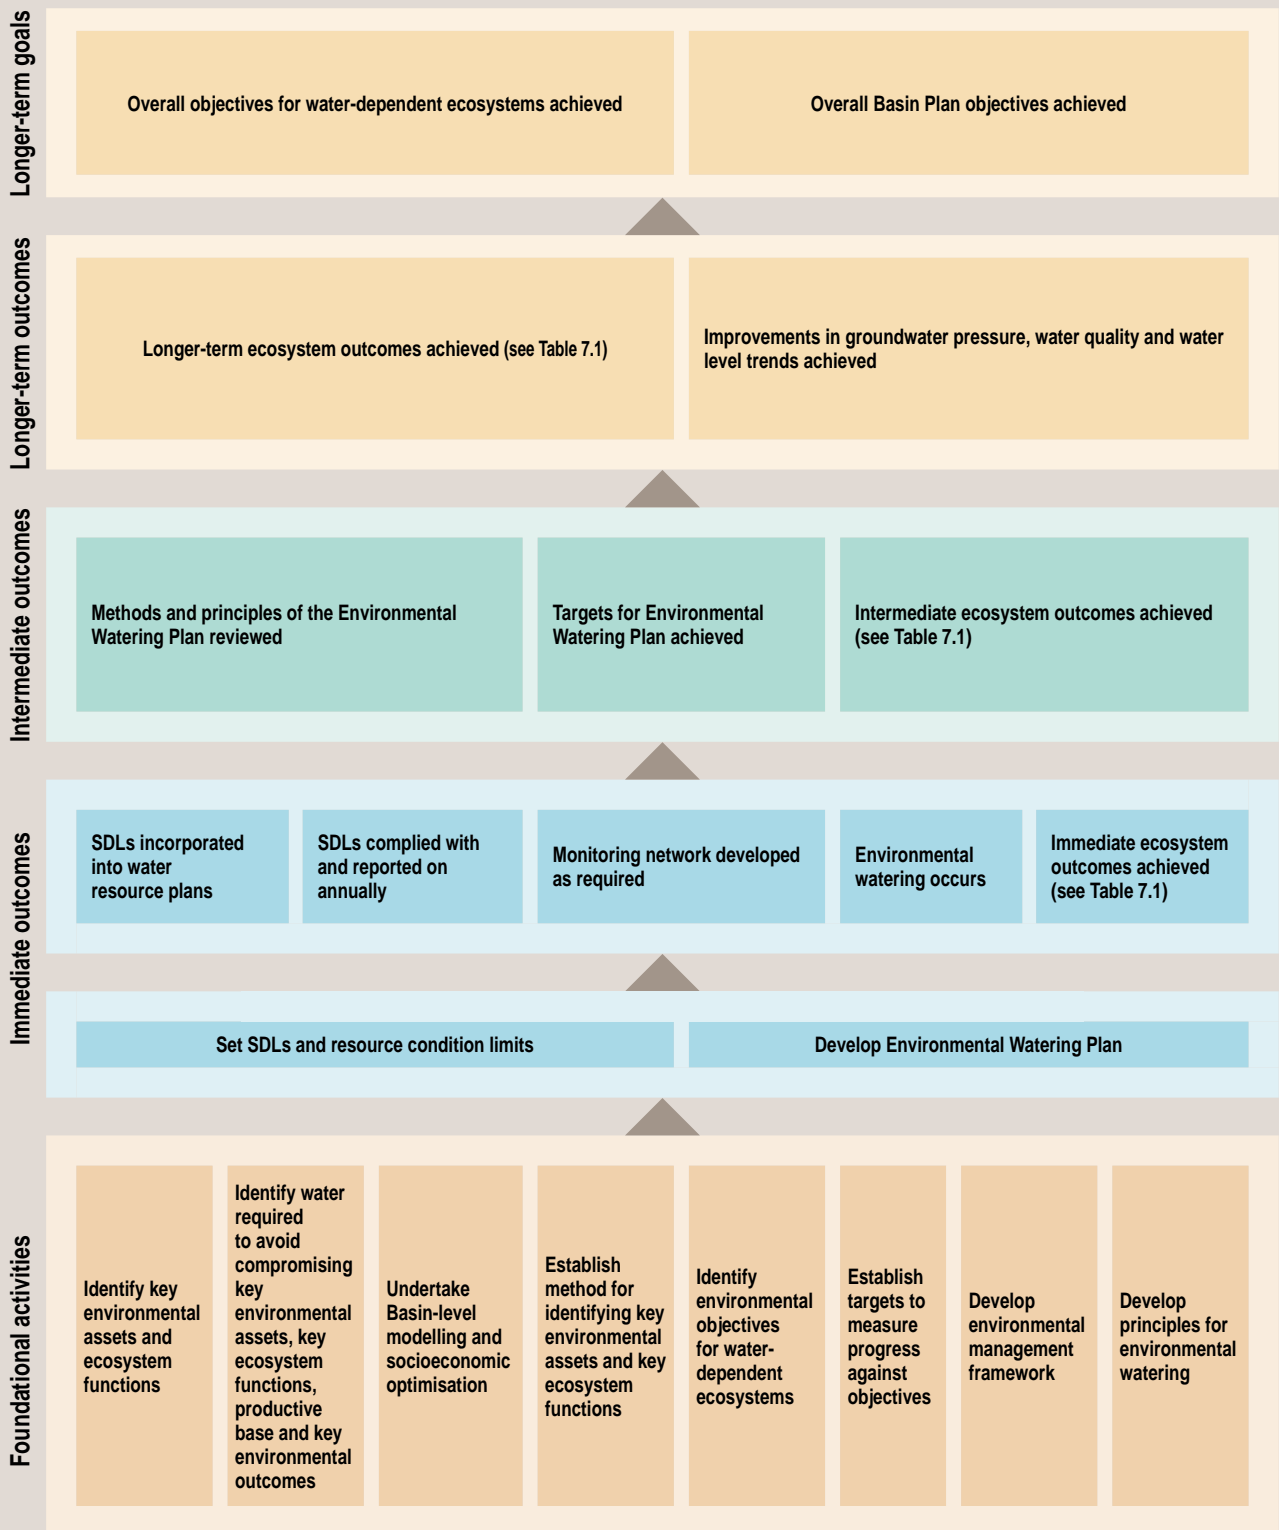 Longer-term goals
Overall objectives for water-dependent ecosystems achieved
Overall Basin Plan objectives achieved
Longer-term outcomes
Longer-term ecosystem outcomes achieved (see Table 7.1)
Improvements in groundwater pressure, water quality and water
level trends achieved
Intermediate outcomes
Methods and principles of the Environmental
Watering Plan reviewed
Targets for Environmental
Watering Plan achieved
Intermediate ecosystem outcomes achieved
(see Table 7.1)
Immediate outcomes
SDLs incorporated
into water
resource plans
SDLs complied with
and reported on
annually
Monitoring network developed
as required
Environmental
watering occurs
Immediate ecosystem
outcomes achieved
(see Table 7.1)
Set SDLs and resource condition limits
Develop Environmental Watering Plan
Foundational activities
Identify key
environmental
assets and
ecosystem
functions
Identify water
required
to avoid
compromising
key
environmental
assets, key
ecosystem
functions,
productive
base and key
environmental
outcomes
Undertake
Basin-level
modelling and
socioeconomic
optimisation
Establish
method for
identifying key
environmental
assets and key
ecosystem
functions
Identify
environmental
objectives
for water-
dependent
ecosystems
Establish
targets to
measure
progress
against
objectives
Develop
environmental
management
framework
Develop
principles for
environmental
watering